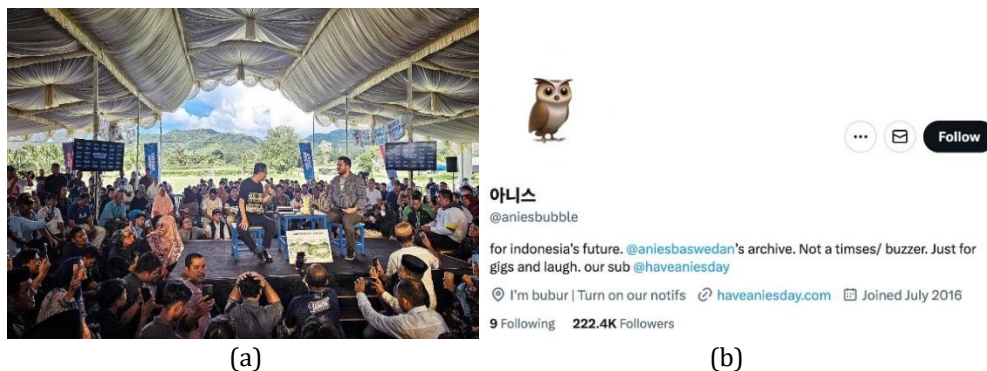 Follow
아니스
@aniesbubble
for indonesia's future. @aniesbaswedan's archive. Not a timses/ buzzer. Just for
gigs and laugh. our sub @haveaniesday
I'm bubur | Turn on our notifs haveaniesday.com Joined July 2016
9 Following 222.4K Followers
(a) (b)